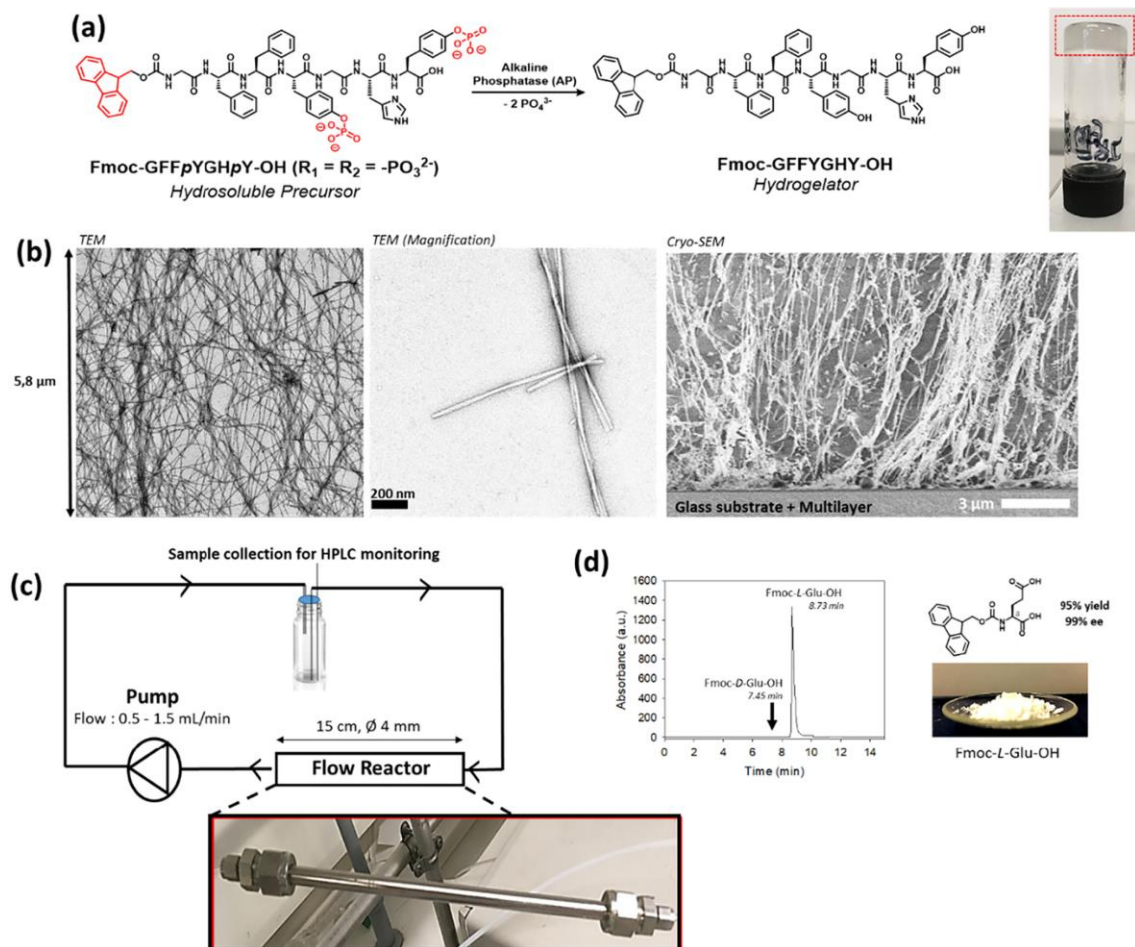 (a)
Alkaline
Phosphatase (AP)
- 2 PO₄³⁻
Fmoc-GFFpYGHpY-OH (R₁ = R₂ = -PO₃²⁻)
Hydrosoluble Precursor
Fmoc-GFFYGHY-OH
Hydrogelator
(b)
TEM
TEM (Magnification)
Cryo-SEM
5,8 µm
200 nm
Glass substrate + Multilayer
3 µm
(c)
Sample collection for HPLC monitoring
Pump
Flow : 0.5 - 1.5 mL/min
15 cm, Ø 4 mm
Flow Reactor
(d)
Absorbance (a.u.)
1600
1400
1200
1000
800
600
400
200
0
0 2 4 6 8 10 12 14
Time (min)
Fmoc-L-Glu-OH
8.73 min
Fmoc-D-Glu-OH
7.45 min
95% yield
99% ee
Fmoc-L-Glu-OH